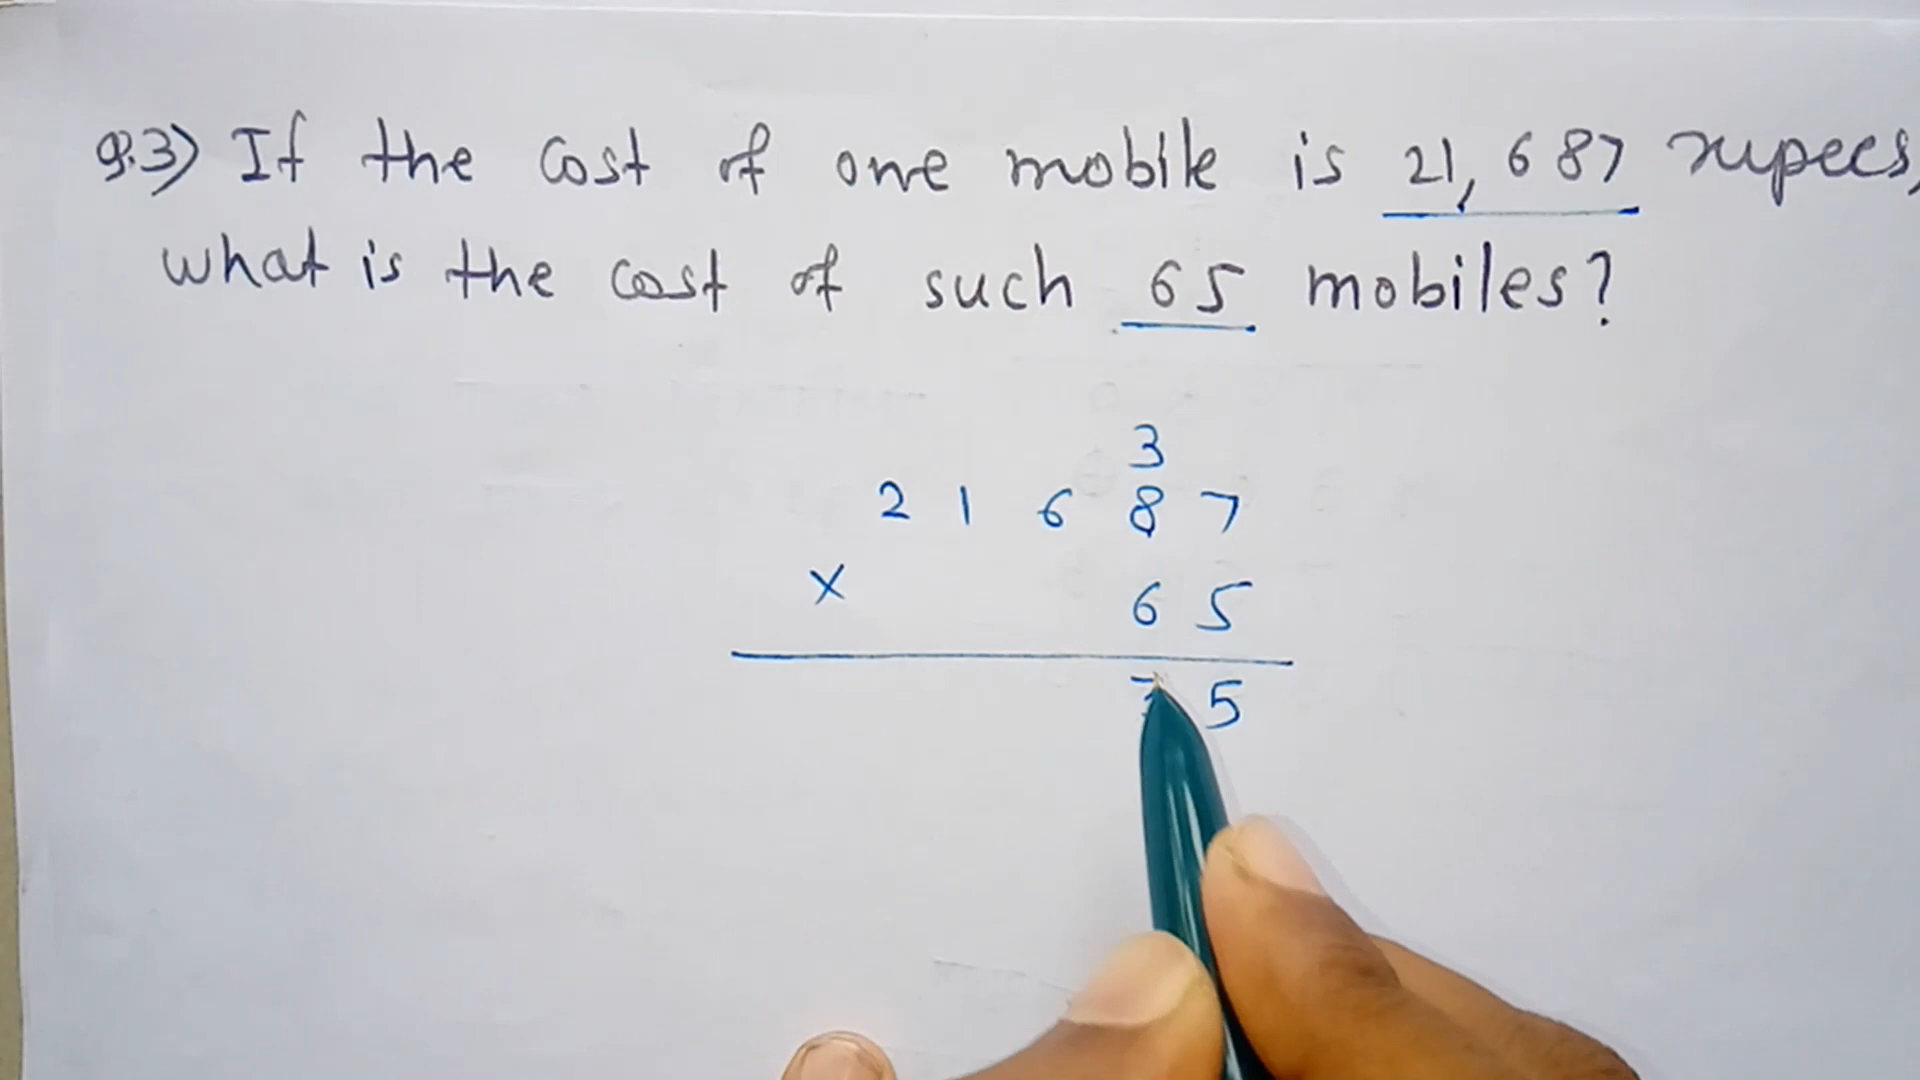 Q.3) If the cost of one mobile is 21,687 rupees,
what is the cost of such 65 mobiles?
3
2 1 6 8 7
× 6 5
5